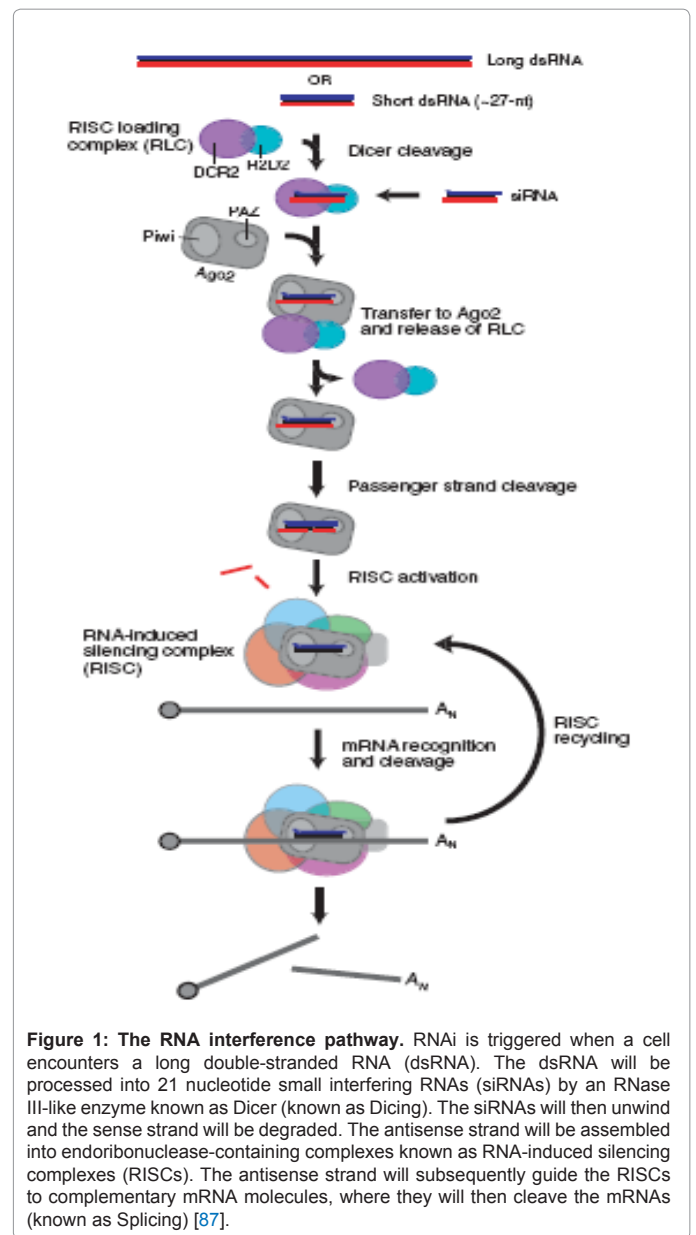 Long dsRNA
OR
Short dsRNA (~27-nt)
RISC loading
complex (RLC)
DCR2
R2D2
Dicer cleavage
siRNA
PAZ
Piwi
Ago2
Transfer to Ago2
and release of RLC
Passenger strand cleavage
RISC activation
RNA-induced
silencing complex
(RISC)
AN
RISC
recycling
mRNA recognition
and cleavage
AN
AN
Figure 1: The RNA interference pathway. RNAi is triggered when a cell
encounters a long double-stranded RNA (dsRNA). The dsRNA will be
processed into 21 nucleotide small interfering RNAs (siRNAs) by an RNase
III-like enzyme known as Dicer (known as Dicing). The siRNAs will then unwind
and the sense strand will be degraded. The antisense strand will be assembled
into endoribonuclease-containing complexes known as RNA-induced silencing
complexes (RISCs). The antisense strand will subsequently guide the RISCs
to complementary mRNA molecules, where they will then cleave the mRNAs
(known as Splicing) [87].